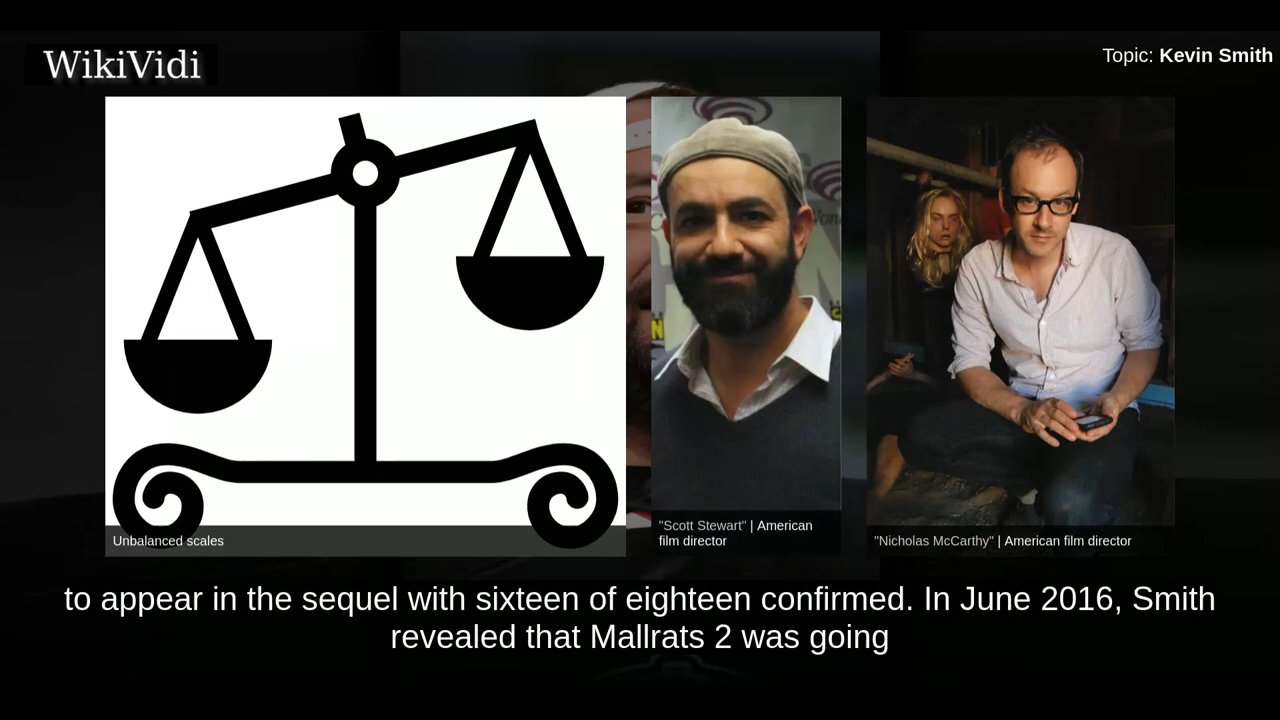 WikiVidi
Topic: Kevin Smith
Unbalanced scales
"Scott Stewart" | American
film director
"Nicholas McCarthy" | American film director
to appear in the sequel with sixteen of eighteen confirmed. In June 2016, Smith
revealed that Mallrats 2 was going